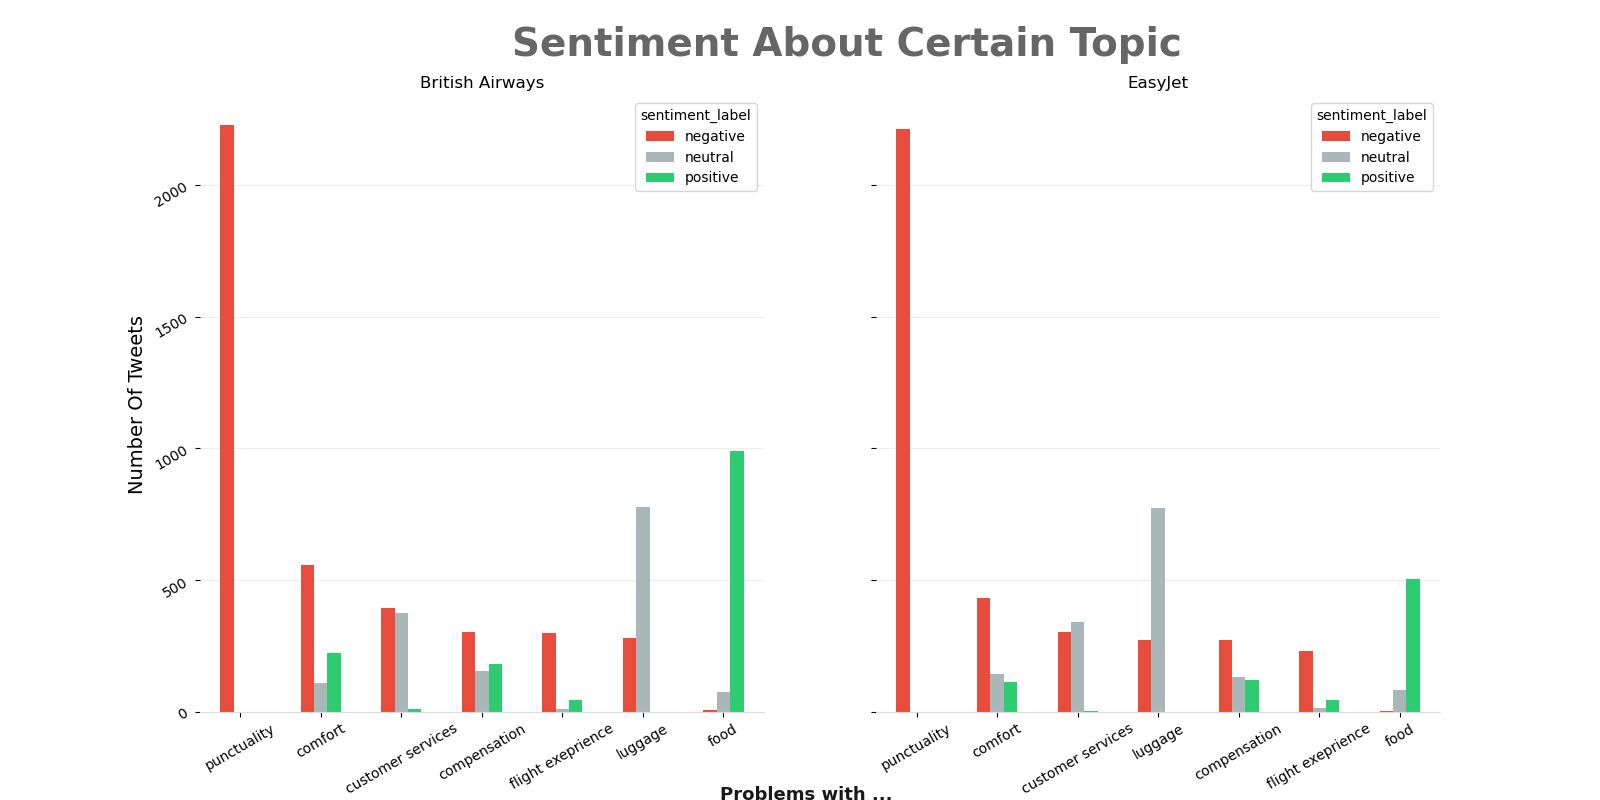 Sentiment About Certain Topic
British Airways
EasyJet
sentiment_label
negative
neutral
positive
sentiment_label
negative
neutral
positive
Number Of Tweets
2000
1500
1000
500
0
punctuality
comfort
customer services
compensation
flight exeprience
luggage
food
punctuality
comfort
customer services
luggage
compensation
flight exeprience
food
Problems with ...